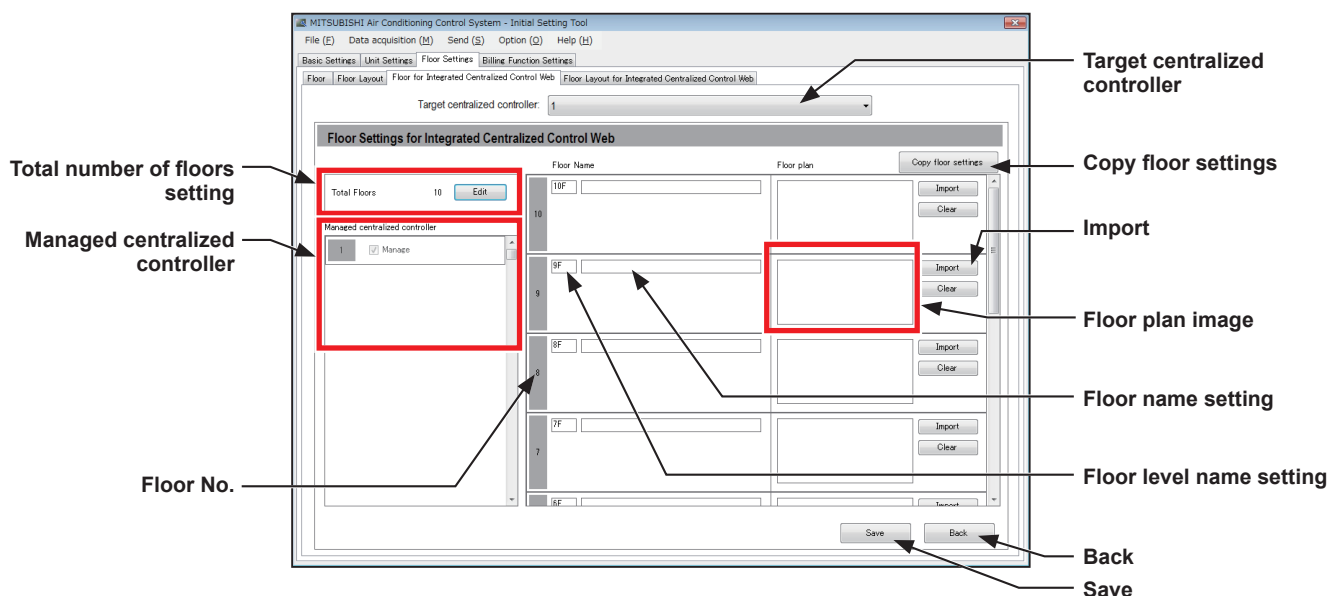 MITSUBISHI Air Conditioning Control System - Initial Setting Tool
File (F) Data acquisition (M) Send (S) Option (O) Help (H)
Basic Settings Unit Settings Floor Settings Billing Function Settings
Floor Floor Layout Floor for Integrated Centralized Control Web Floor Layout for Integrated Centralized Control Web
Target centralized controller: 1
Floor Settings for Integrated Centralized Control Web
Floor Name Floor plan Copy floor settings
Total Floors 10 Edit
Managed centralized controller
1 Manage
10 10F Import
Clear
9 9F Import
Clear
8 8F Import
Clear
7 7F Import
Clear
6F Import
Save Back
Total number of floors
setting
Managed centralized
controller
Floor No.
Target centralized
controller
Copy floor settings
Import
Floor plan image
Floor name setting
Floor level name setting
Back
Save